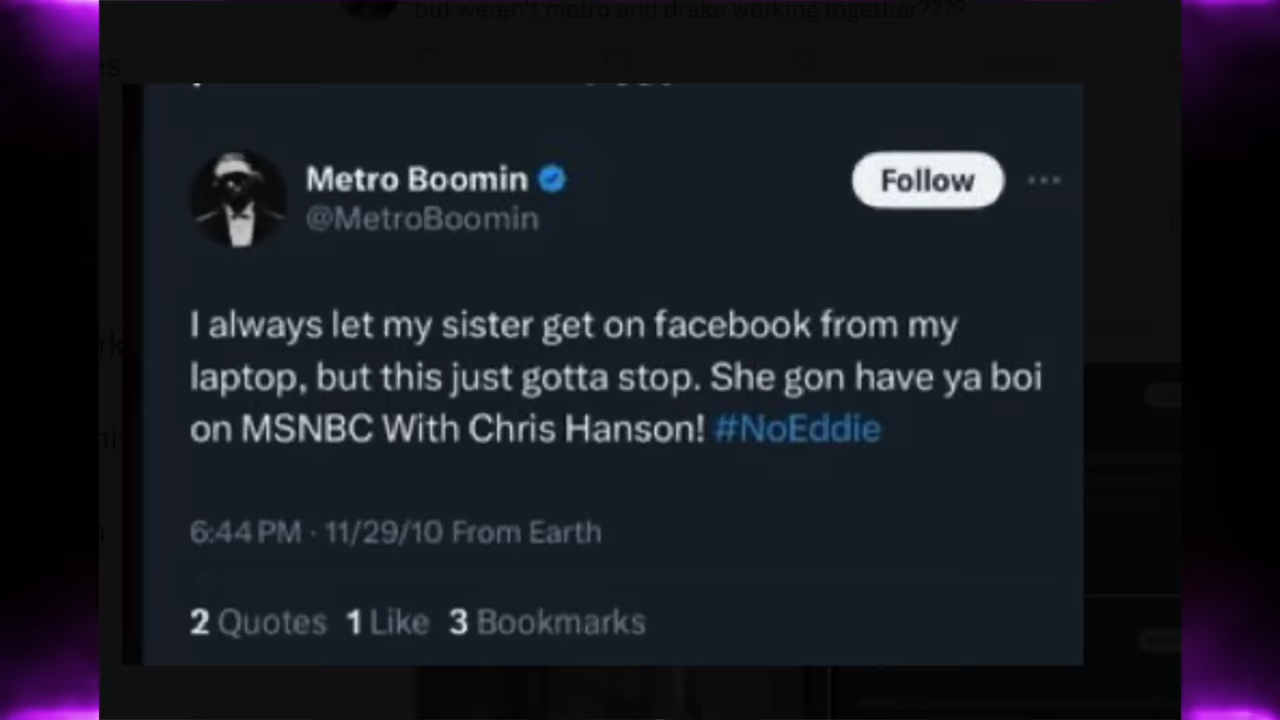 but weren't metro and drake working together????
Metro Boomin
@MetroBoomin
Follow
I always let my sister get on facebook from my
laptop, but this just gotta stop. She gon have ya boi
on MSNBC With Chris Hanson! #NoEddie
6:44 PM · 11/29/10 From Earth
2 Quotes 1 Like 3 Bookmarks